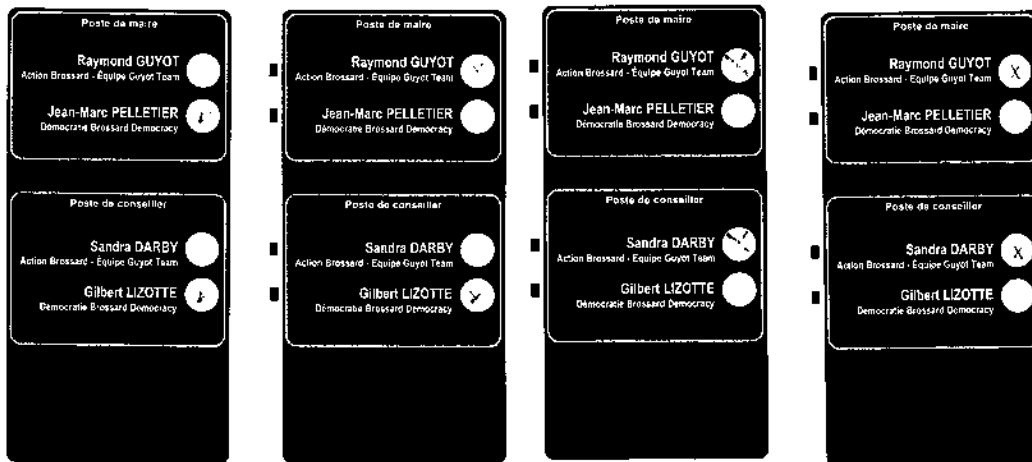 Poste de maire
Raymond GUYOT
Action Brossard - Équipe Guyot Team
Jean-Marc PELLETIER
Démocratie Brossard Democracy
Poste de conseiller
Sandra DARBY
Action Brossard - Équipe Guyot Team
Gilbert LIZOTTE
Démocratie Brossard Democracy
Poste de maire
Raymond GUYOT
Action Brossard - Équipe Guyot Team
Jean-Marc PELLETIER
Démocratie Brossard Democracy
Poste de conseiller
Sandra DARBY
Action Brossard - Équipe Guyot Team
Gilbert LIZOTTE
Démocratie Brossard Democracy
Poste de maire
Raymond GUYOT
Action Brossard - Équipe Guyot Team
Jean-Marc PELLETIER
Démocratie Brossard Democracy
Poste de conseiller
Sandra DARBY
Action Brossard - Équipe Guyot Team
Gilbert LIZOTTE
Démocratie Brossard Democracy
Poste de maire
Raymond GUYOT
Action Brossard - Équipe Guyot Team
X
Jean-Marc PELLETIER
Démocratie Brossard Democracy
Poste de conseiller
Sandra DARBY
Action Brossard - Équipe Guyot Team
X
Gilbert LIZOTTE
Démocratie Brossard Democracy